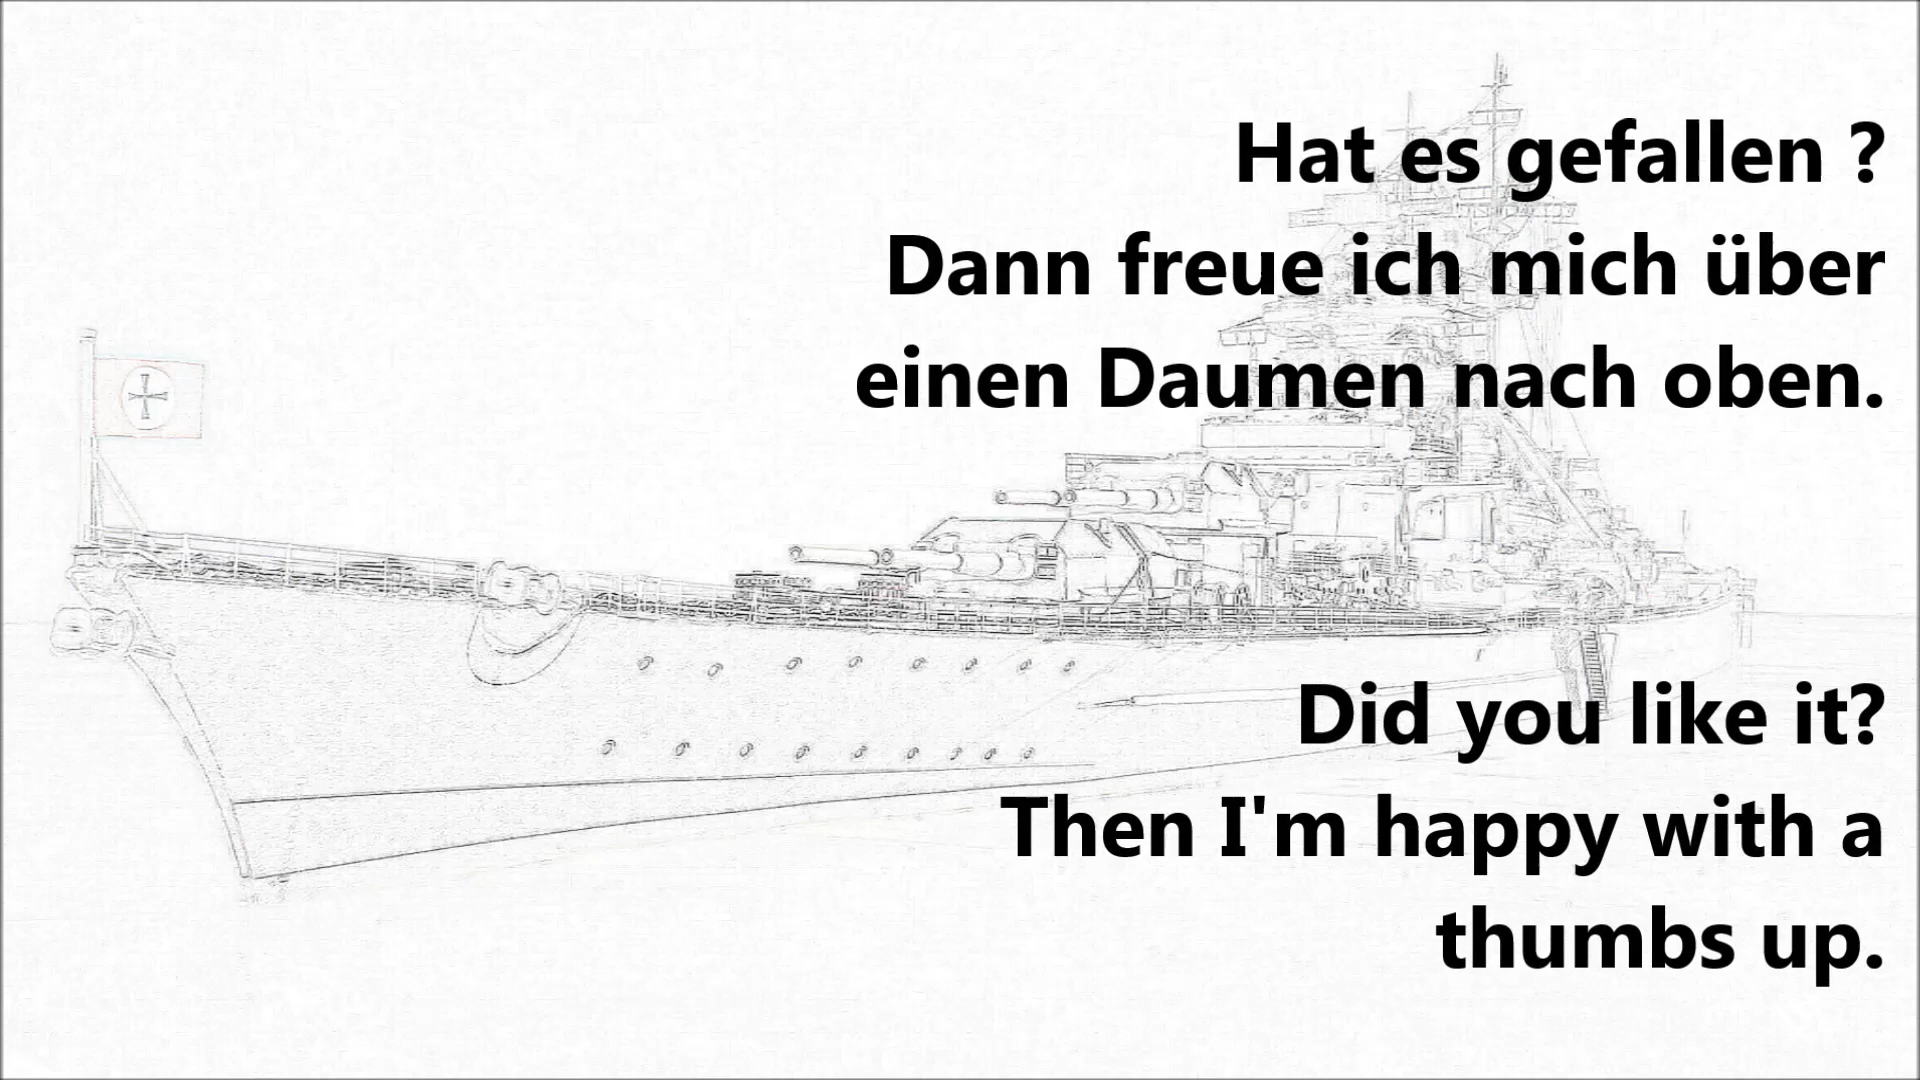 Hat es gefallen ?
Dann freue ich mich über
einen Daumen nach oben.
Did you like it?
Then I'm happy with a
thumbs up.